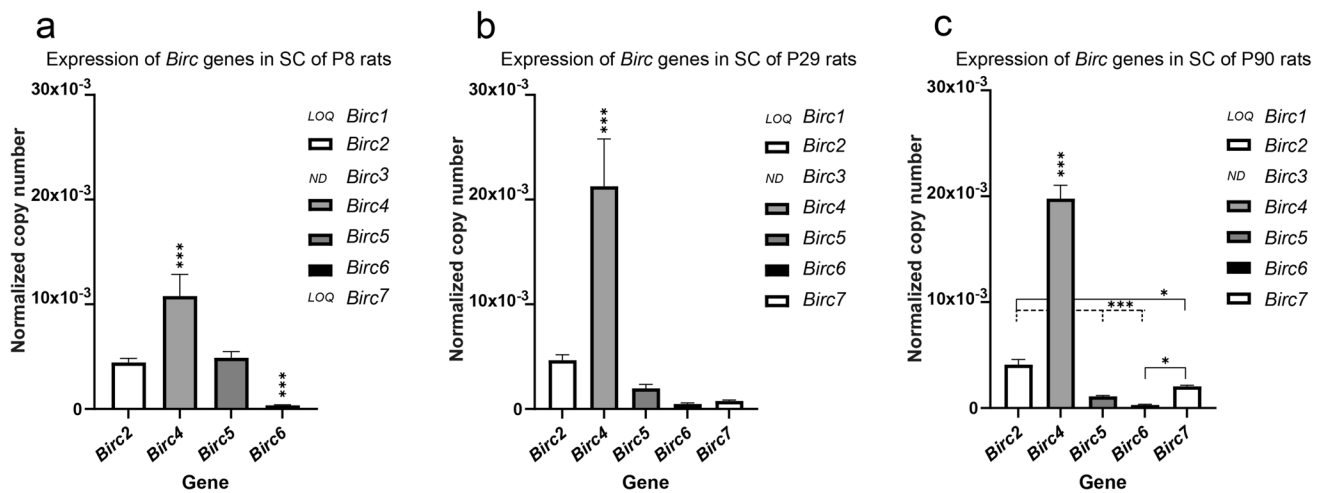 a
Expression of Birc genes in SC of P8 rats
Normalized copy number
30x10⁻³
20x10⁻³
10x10⁻³
0
***
***
LOQ Birc1
Birc2
ND Birc3
Birc4
Birc5
Birc6
LOQ Birc7
Birc2 Birc4 Birc5 Birc6
Gene
b
Expression of Birc genes in SC of P29 rats
Normalized copy number
30x10⁻³
20x10⁻³
10x10⁻³
0
***
LOQ Birc1
Birc2
ND Birc3
Birc4
Birc5
Birc6
Birc7
Birc2 Birc4 Birc5 Birc6 Birc7
Gene
c
Expression of Birc genes in SC of P90 rats
Normalized copy number
30x10⁻³
20x10⁻³
10x10⁻³
0
***
*
***
*
LOQ Birc1
Birc2
ND Birc3
Birc4
Birc5
Birc6
Birc7
Birc2 Birc4 Birc5 Birc6 Birc7
Gene